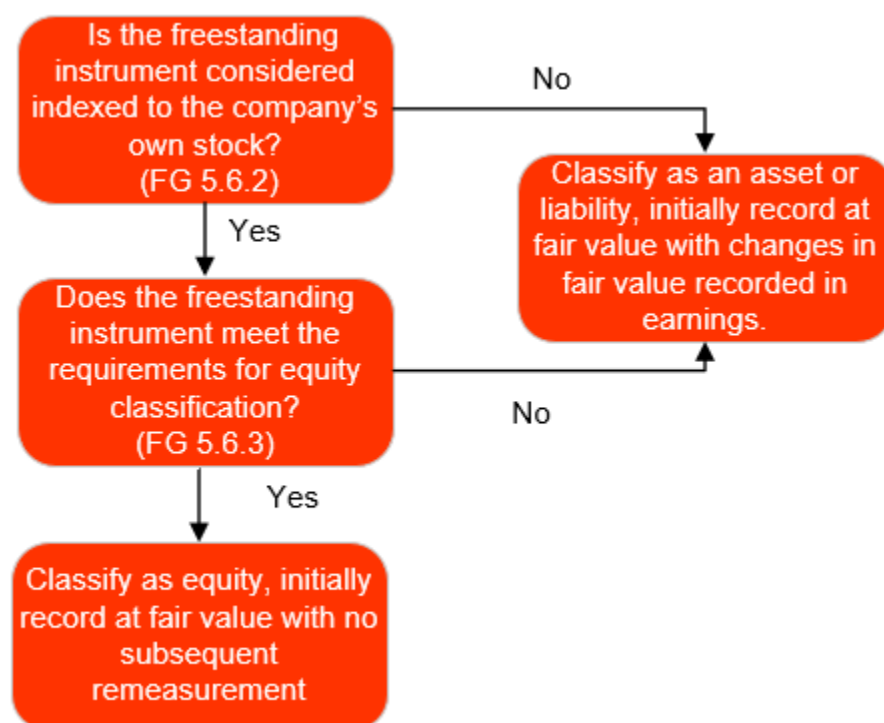 Is the freestanding
instrument considered
indexed to the company's
own stock?
(FG 5.6.2)
No
Classify as an asset or
liability, initially record at
fair value with changes in
fair value recorded in
earnings.
Yes
Does the freestanding
instrument meet the
requirements for equity
classification?
(FG 5.6.3)
No
Yes
Classify as equity, initially
record at fair value with no
subsequent
remeasurement